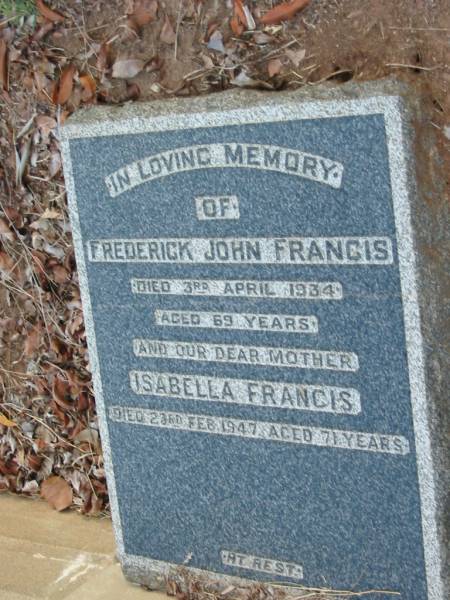 IN LOVING MEMORY
OF
FREDERICK JOHN FRANCIS
DIED 3RD APRIL 1934
AGED 69 YEARS
AND OUR DEAR MOTHER
ISABELLA FRANCIS
DIED 23RD FEB. 1947 AGED 71 YEARS
AT REST